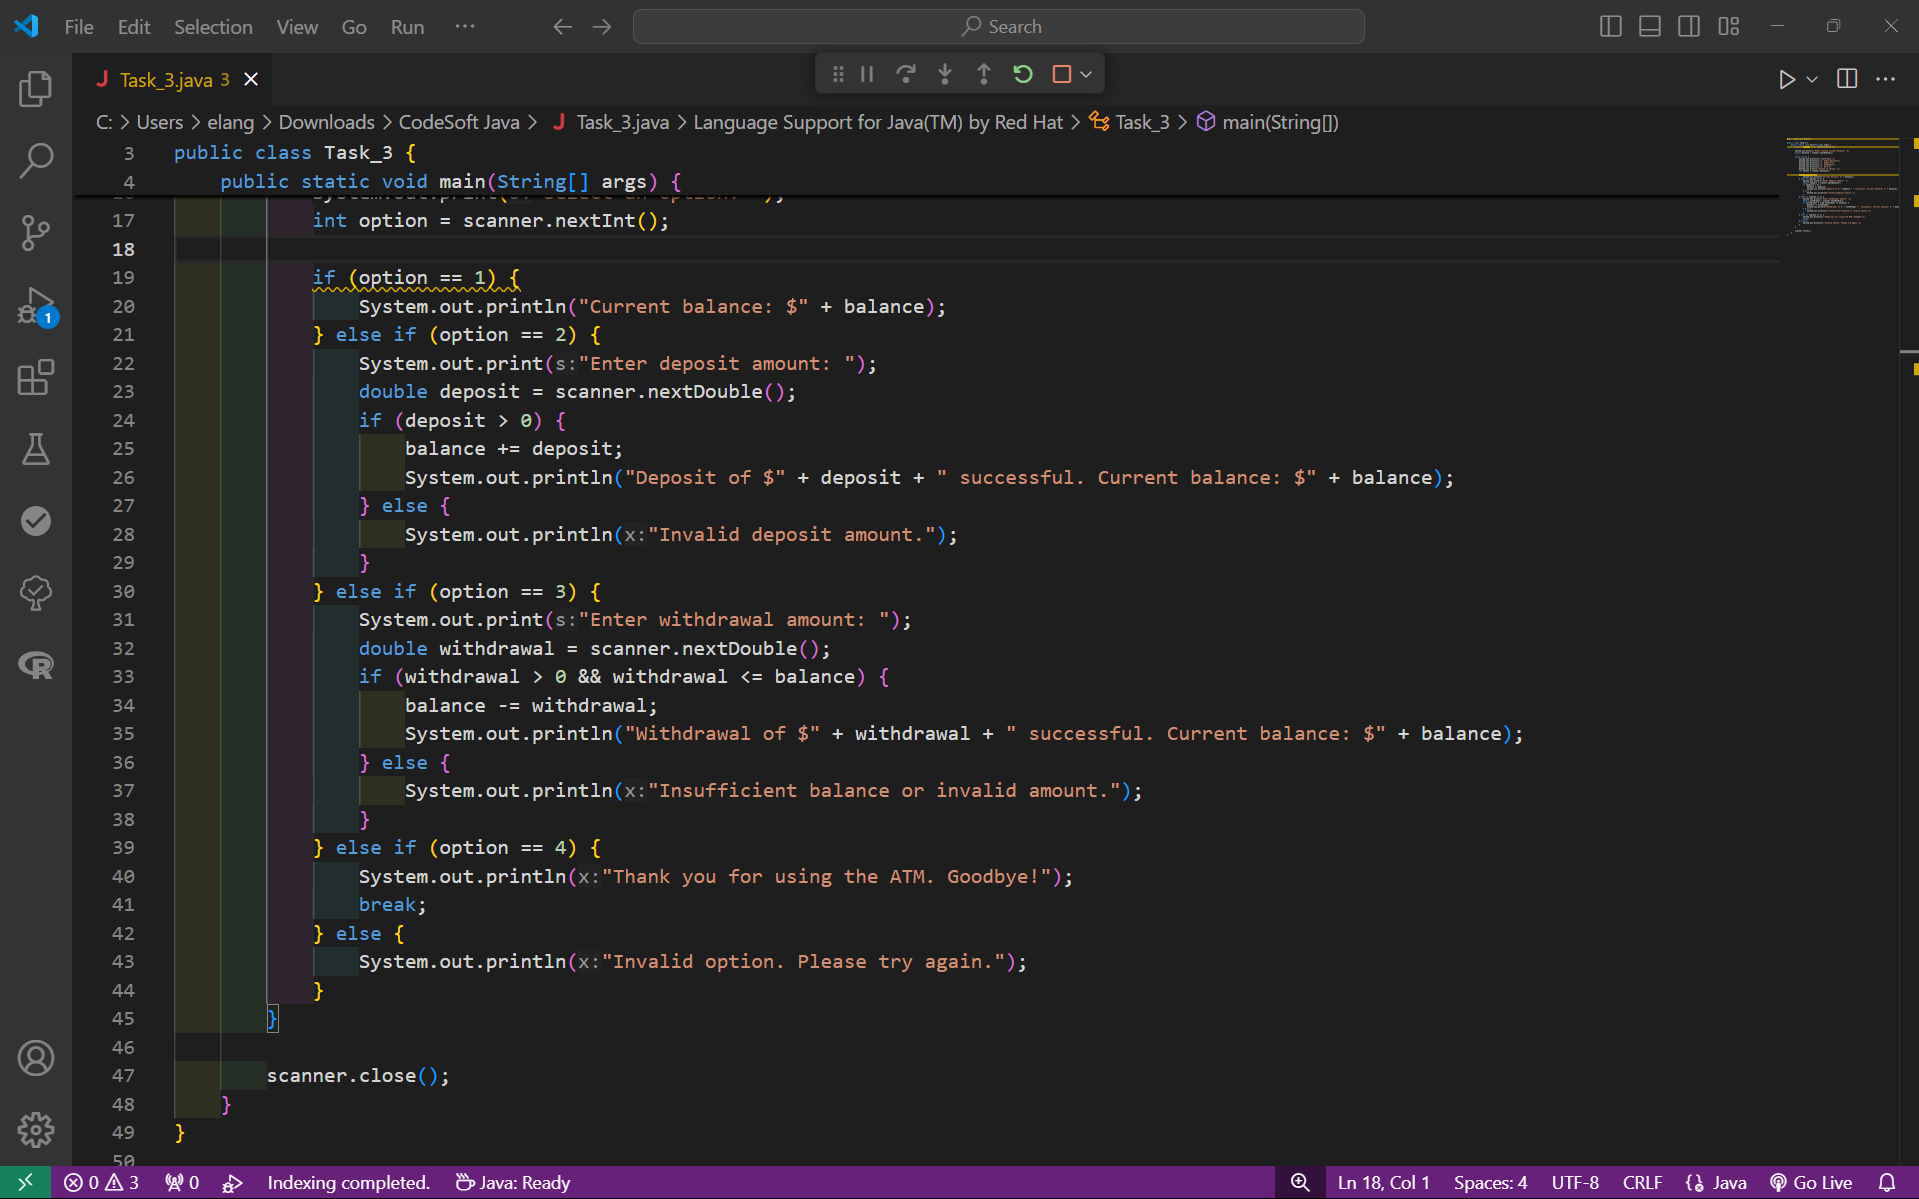 File Edit Selection View Go Run ··· Search
Task_3.java 3
C: > Users > elang > Downloads > CodeSoft Java > Task_3.java > Language Support for Java(TM) by Red Hat > Task_3 > main(String[])
3 public class Task_3 {
4 public static void main(String[] args) {
17 int option = scanner.nextInt();
18
19 if (option == 1) {
20 System.out.println("Current balance: $" + balance);
21 } else if (option == 2) {
22 System.out.print(s:"Enter deposit amount: ");
23 double deposit = scanner.nextDouble();
24 if (deposit > 0) {
25 balance += deposit;
26 System.out.println("Deposit of $" + deposit + " successful. Current balance: $" + balance);
27 } else {
28 System.out.println(x:"Invalid deposit amount.");
29 }
30 } else if (option == 3) {
31 System.out.print(s:"Enter withdrawal amount: ");
32 double withdrawal = scanner.nextDouble();
33 if (withdrawal > 0 && withdrawal <= balance) {
34 balance -= withdrawal;
35 System.out.println("Withdrawal of $" + withdrawal + " successful. Current balance: $" + balance);
36 } else {
37 System.out.println(x:"Insufficient balance or invalid amount.");
38 }
39 } else if (option == 4) {
40 System.out.println(x:"Thank you for using the ATM. Goodbye!");
41 break;
42 } else {
43 System.out.println(x:"Invalid option. Please try again.");
44 }
45 }
46
47 scanner.close();
48 }
49 }
50
1
0 3 0 Indexing completed. Java: Ready Ln 18, Col 1 Spaces: 4 UTF-8 CRLF Java Go Live